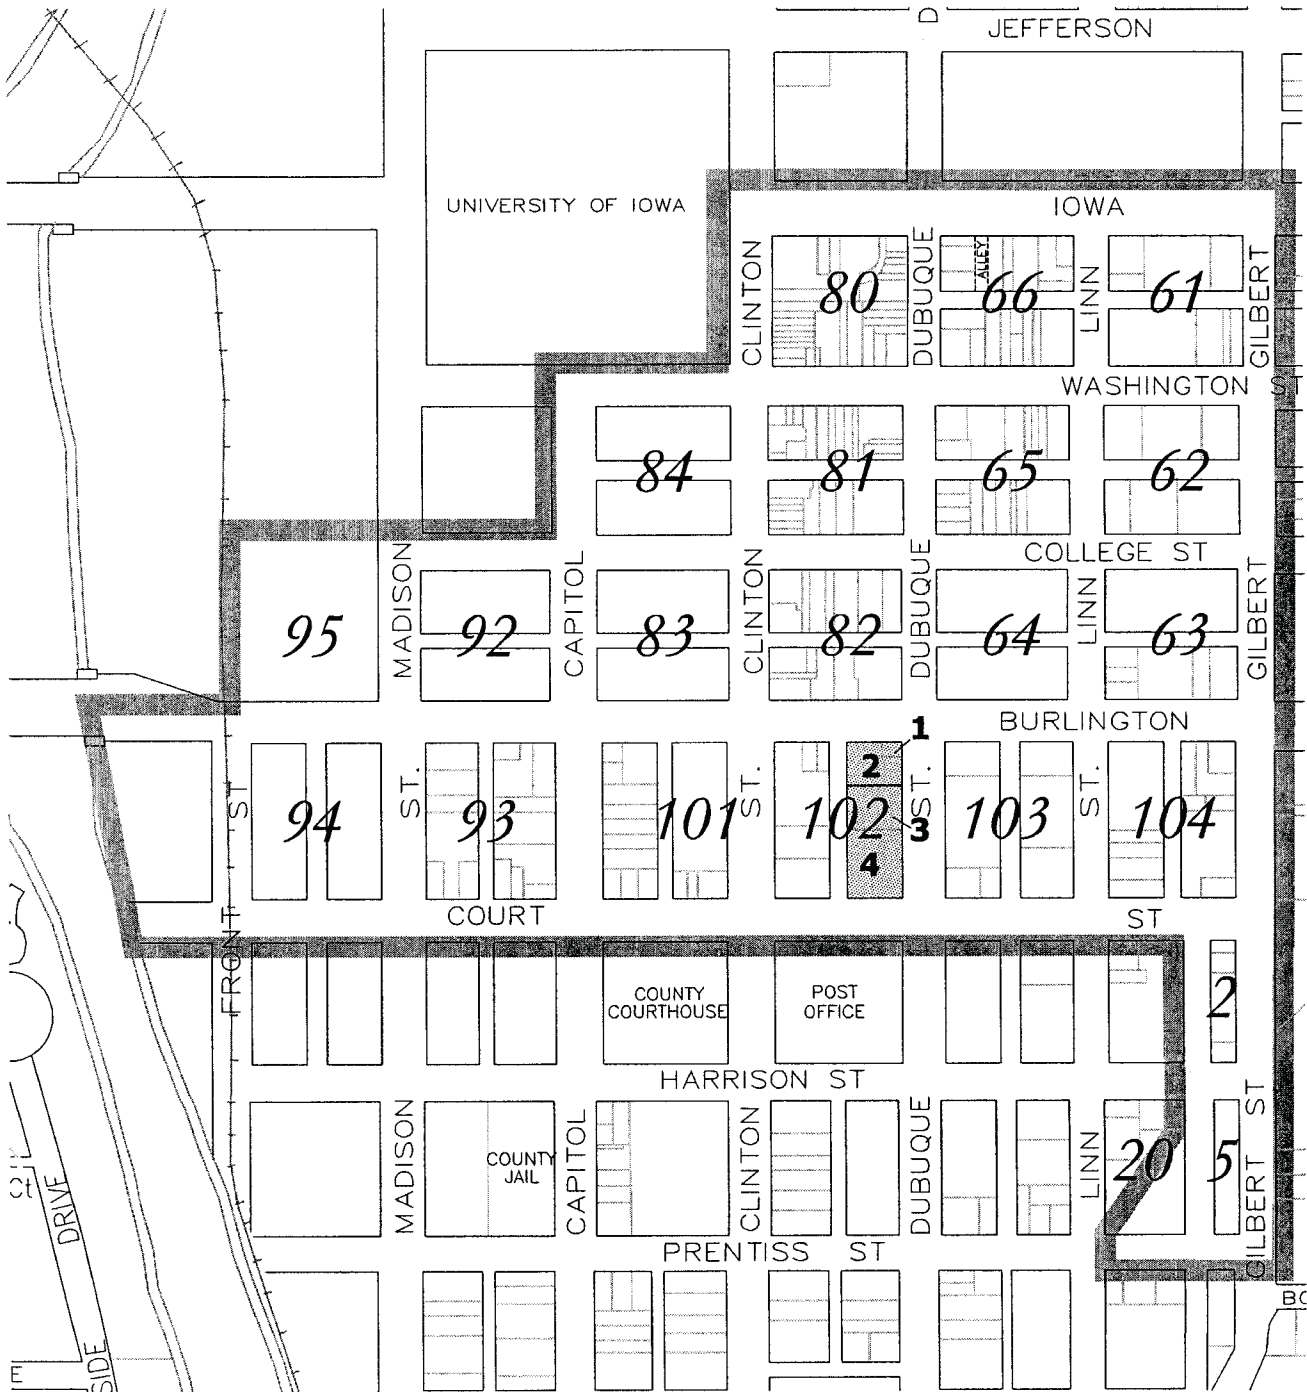 D
JEFFERSON
UNIVERSITY OF IOWA
IOWA
CLINTON
80
DUBUQUE
ALLEY
66
LINN
61
GILBERT
WASHINGTON ST
84
81
65
62
COLLEGE ST
95
MADISON
92
CAPITOL
83
CLINTON
82
DUBUQUE
64
LINN
63
GILBERT
BURLINGTON
1
2
ST
94
ST.
93
101
ST.
102
ST.
3
103
ST.
104
4
COURT
ST
FRONT
COUNTY
COURTHOUSE
POST
OFFICE
2
HARRISON ST
MADISON
COUNTY
JAIL
CAPITOL
CLINTON
DUBUQUE
LINN
20
5
GILBERT ST
Ct
DRIVE
PRENTISS ST
SIDE
E
BO